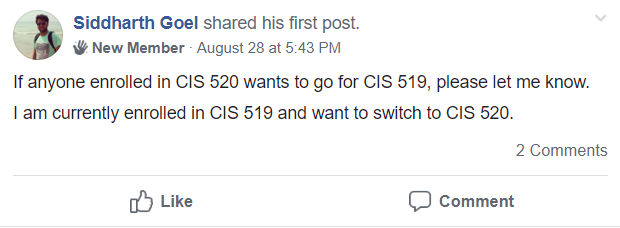 Siddharth Goel shared his first post.
New Member · August 28 at 5:43 PM
If anyone enrolled in CIS 520 wants to go for CIS 519, please let me know.
I am currently enrolled in CIS 519 and want to switch to CIS 520.
2 Comments
Like Comment